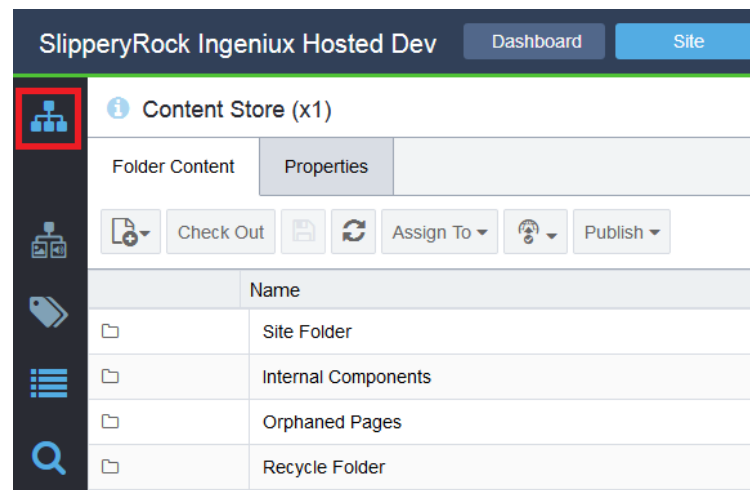 SlipperyRock Ingeniux Hosted Dev Dashboard Site
Content Store (x1)
Folder Content Properties
Check Out Assign To Publish
Name
Site Folder
Internal Components
Orphaned Pages
Recycle Folder